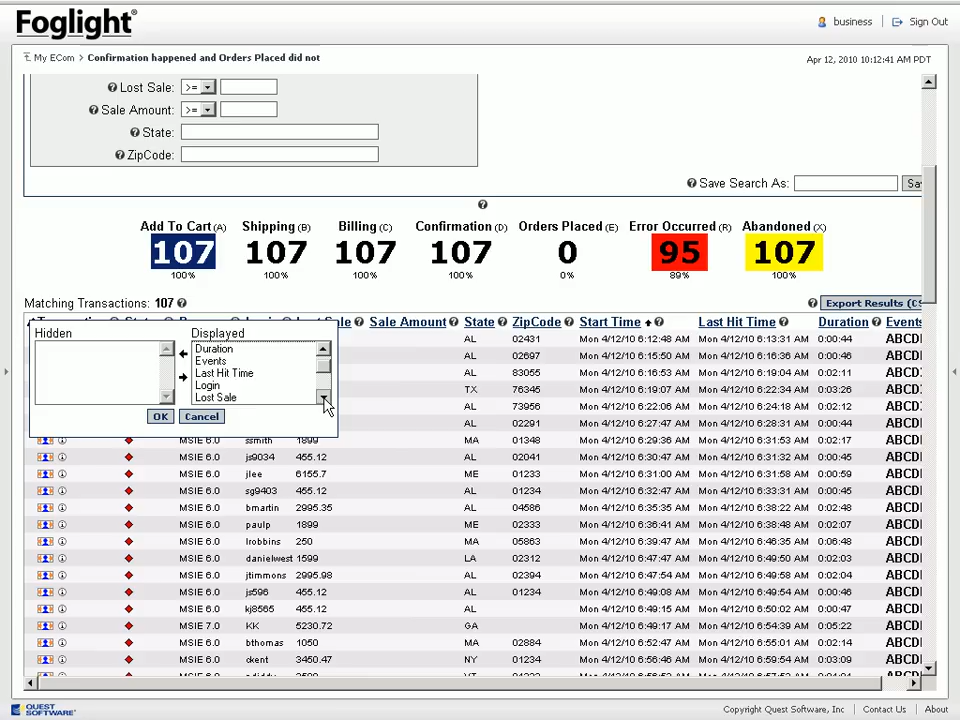 Foglight®
business
Sign Out
My ECom > Confirmation happened and Orders Placed did not
Apr 12, 2010 10:12:41 AM PDT
Lost Sale: >=
Sale Amount: >=
State:
ZipCode:
Save Search As: Sa
Add To Cart (A) Shipping (B) Billing (C) Confirmation (D) Orders Placed (E) Error Occurred (R) Abandoned (X)
107 107 107 107 0 95 107
100% 100% 100% 100% 0% 89% 100%
Matching Transactions: 107
Export Results (CS
Sale Amount State ZipCode Start Time Last Hit Time Duration Events
Hidden Displayed
Duration
Events
Last Hit Time
Login
Lost Sale
OK Cancel
AL 02431 Mon 4/12/10 6:12:48 AM Mon 4/12/10 6:13:31 AM 0:00:44 ABCD
AL 02697 Mon 4/12/10 6:15:50 AM Mon 4/12/10 6:16:36 AM 0:00:46 ABCD
AL 83055 Mon 4/12/10 6:16:53 AM Mon 4/12/10 6:19:04 AM 0:02:11 ABCD
TX 76345 Mon 4/12/10 6:19:07 AM Mon 4/12/10 6:22:34 AM 0:03:26 ABCD
AL 73956 Mon 4/12/10 6:22:06 AM Mon 4/12/10 6:24:18 AM 0:02:11 ABCD
AL 02291 Mon 4/12/10 6:27:47 AM Mon 4/12/10 6:28:31 AM 0:00:44 ABCD
MSIE 6.0 ssmith 1899 MA 01348 Mon 4/12/10 6:29:36 AM Mon 4/12/10 6:31:53 AM 0:02:17 ABCD
MSIE 6.0 js9034 455.12 AL 02041 Mon 4/12/10 6:30:47 AM Mon 4/12/10 6:31:32 AM 0:00:45 ABCD
MSIE 6.0 jlee 6155.7 ME 01233 Mon 4/12/10 6:31:00 AM Mon 4/12/10 6:31:58 AM 0:00:59 ABCD
MSIE 6.0 sg9403 455.12 AL 01234 Mon 4/12/10 6:32:47 AM Mon 4/12/10 6:33:31 AM 0:00:45 ABCD
MSIE 6.0 bmartin 2995.35 AL 04586 Mon 4/12/10 6:35:35 AM Mon 4/12/10 6:38:22 AM 0:02:48 ABCD
MSIE 6.0 paulp 1899 ME 02333 Mon 4/12/10 6:36:41 AM Mon 4/12/10 6:38:48 AM 0:02:07 ABCD
MSIE 6.0 lrobbins 250 MA 05863 Mon 4/12/10 6:39:47 AM Mon 4/12/10 6:46:35 AM 0:06:48 ABCD
MSIE 6.0 danielwest 1599 LA 02312 Mon 4/12/10 6:47:47 AM Mon 4/12/10 6:49:50 AM 0:02:03 ABCD
MSIE 6.0 jtimmons 2995.98 AL 02394 Mon 4/12/10 6:47:54 AM Mon 4/12/10 6:49:58 AM 0:02:04 ABCD
MSIE 6.0 js596 455.12 AL 01234 Mon 4/12/10 6:49:08 AM Mon 4/12/10 6:49:54 AM 0:00:46 ABCD
MSIE 6.0 kj8565 455.12 AL Mon 4/12/10 6:49:15 AM Mon 4/12/10 6:50:02 AM 0:00:47 ABCD
MSIE 7.0 KK 5230.72 GA Mon 4/12/10 6:49:17 AM Mon 4/12/10 6:54:39 AM 0:05:22 ABCD
MSIE 6.0 bthomas 1050 MA 02884 Mon 4/12/10 6:52:47 AM Mon 4/12/10 6:55:01 AM 0:02:14 ABCD
MSIE 6.0 ckent 3450.47 NY 01234 Mon 4/12/10 6:56:46 AM Mon 4/12/10 6:59:54 AM 0:03:09 ABCD
QUEST SOFTWARE
Copyright Quest Software, Inc Contact Us About